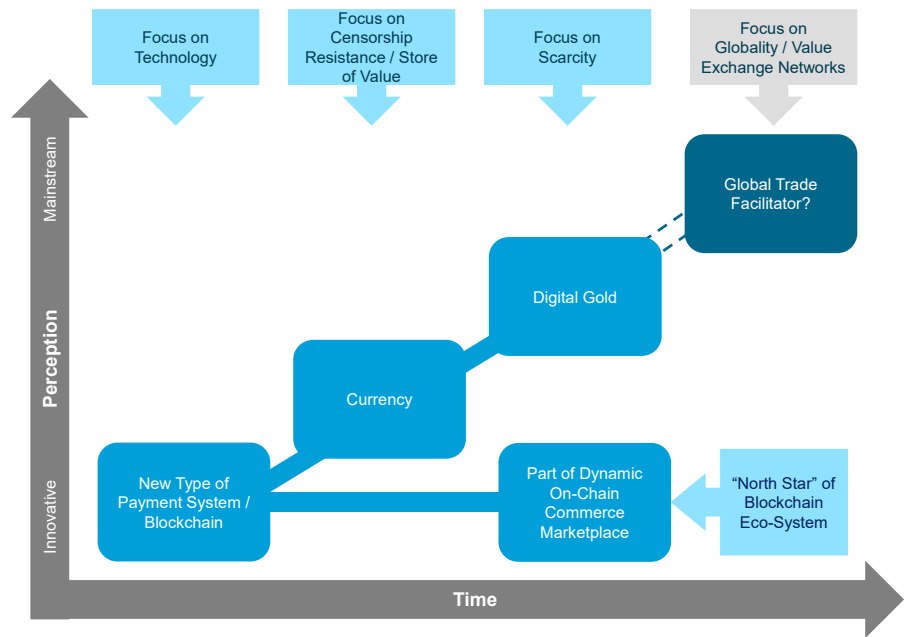 Focus on
Technology
Focus on
Censorship
Resistance / Store
of Value
Focus on
Scarcity
Focus on
Globality / Value
Exchange Networks
Mainstream
Perception
Innovative
Global Trade
Facilitator?
Digital Gold
Currency
New Type of
Payment System /
Blockchain
Part of Dynamic
On-Chain
Commerce
Marketplace
“North Star” of
Blockchain
Eco-System
Time